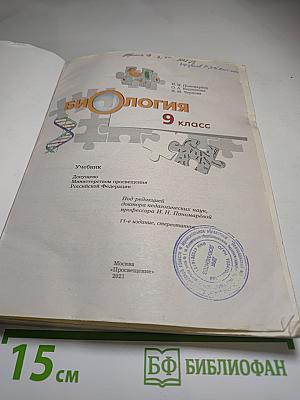 И. Н. Пономарёва
О. А. Корнилова
Н. М. Чернова
БИОЛОГИЯ
9 класс
Учебник
Допущено
Министерством просвещения
Российской Федерации
Под редакцией
доктора педагогических наук,
профессора И. Н. Пономарёвой
11-е издание, стереотипное
Москва
«Просвещение»
2021
15 см
БФ БИБЛИОФАН